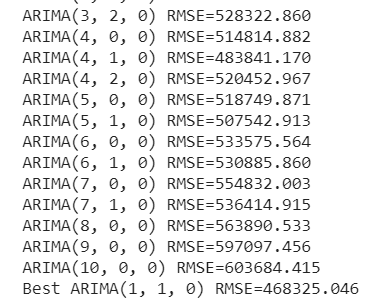 ARIMA(3, 2, 0) RMSE=528322.860
ARIMA(4, 0, 0) RMSE=514814.882
ARIMA(4, 1, 0) RMSE=483841.170
ARIMA(4, 2, 0) RMSE=520452.967
ARIMA(5, 0, 0) RMSE=518749.871
ARIMA(5, 1, 0) RMSE=507542.913
ARIMA(6, 0, 0) RMSE=533575.564
ARIMA(6, 1, 0) RMSE=530885.860
ARIMA(7, 0, 0) RMSE=554832.003
ARIMA(7, 1, 0) RMSE=536414.915
ARIMA(8, 0, 0) RMSE=563890.533
ARIMA(9, 0, 0) RMSE=597097.456
ARIMA(10, 0, 0) RMSE=603684.415
Best ARIMA(1, 1, 0) RMSE=468325.046